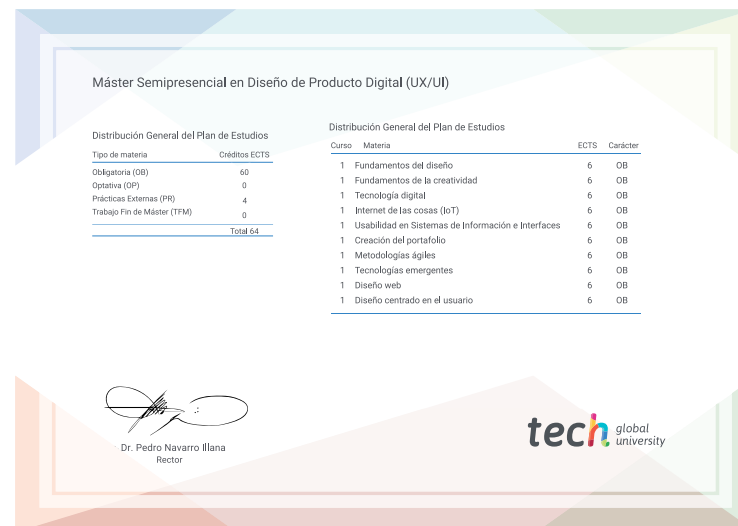 Máster Semipresencial en Diseño de Producto Digital (UX/UI)
Distribución General del Plan de Estudios
Tipo de materia Créditos ECTS
Obligatoria (OB) 60
Optativa (OP) 0
Prácticas Externas (PR) 4
Trabajo Fin de Máster (TFM) 0
Total 64
Distribución General del Plan de Estudios
Curso Materia ECTS Carácter
1 Fundamentos del diseño 6 OB
1 Fundamentos de la creatividad 6 OB
1 Tecnología digital 6 OB
1 Internet de las cosas (IoT) 6 OB
1 Usabilidad en Sistemas de Información e Interfaces 6 OB
1 Creación del portafolio 6 OB
1 Metodologías ágiles 6 OB
1 Tecnologías emergentes 6 OB
1 Diseño web 6 OB
1 Diseño centrado en el usuario 6 OB
Dr. Pedro Navarro Illana
Rector
tech global university